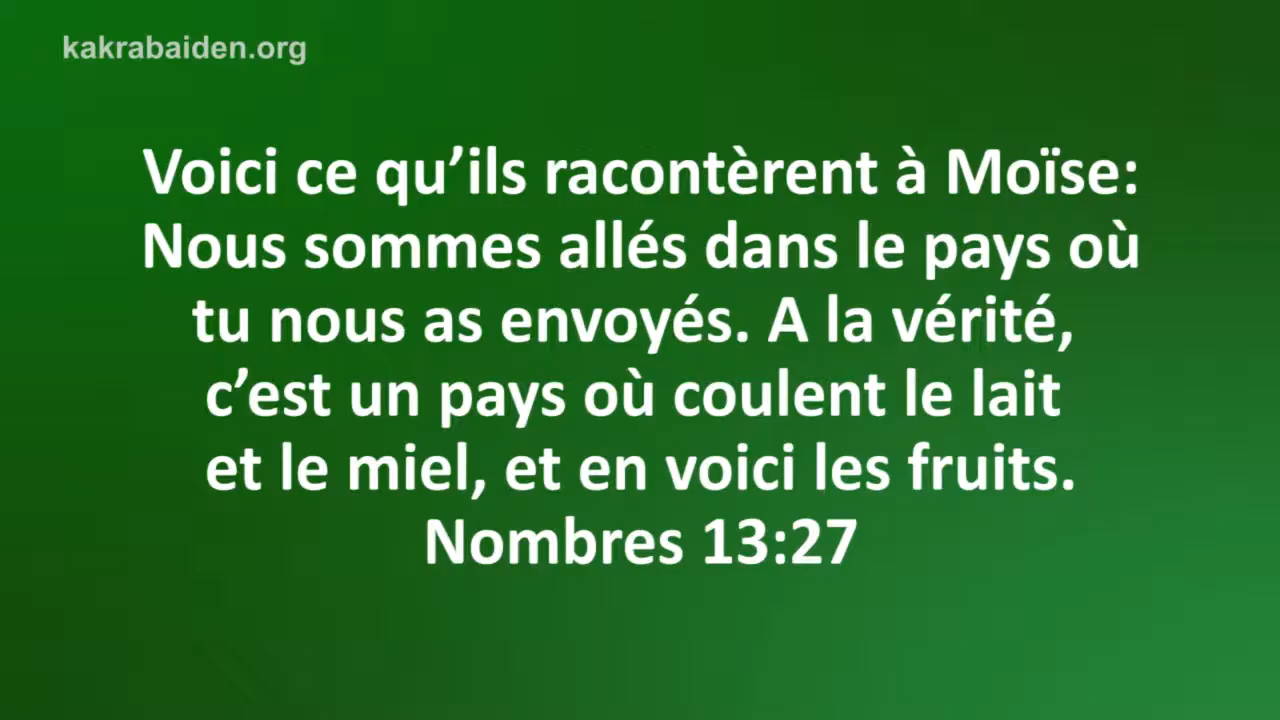 kakrabaiden.org
Voici ce qu’ils racontèrent à Moïse:
Nous sommes allés dans le pays où
tu nous as envoyés. A la vérité,
c’est un pays où coulent le lait
et le miel, et en voici les fruits.
Nombres 13:27